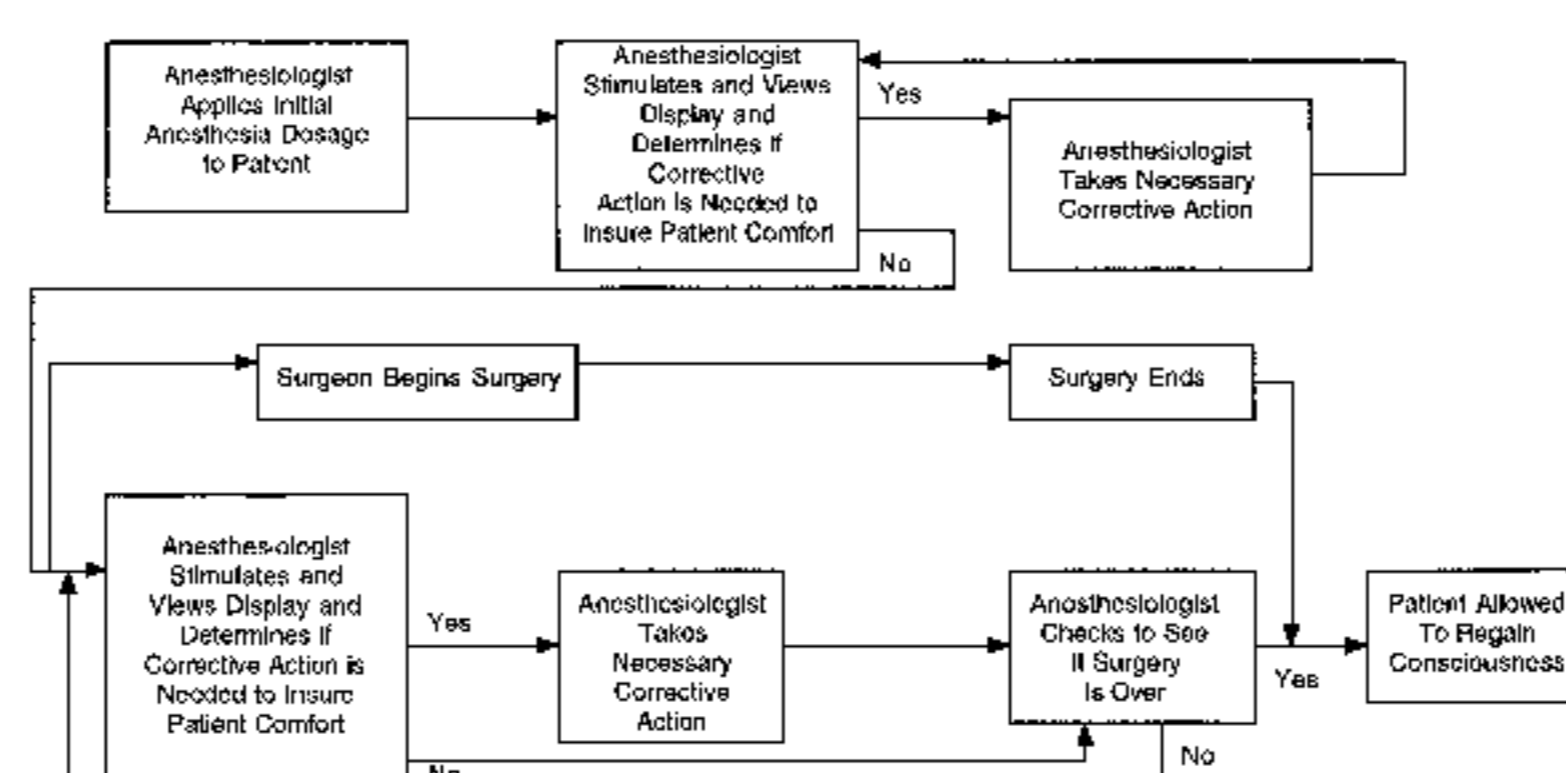 Anesthesiologist
Applies Initial
Anesthesia Dosage
to Patient
Anesthesiologist
Stimulates and Views
Display and
Determines if
Corrective
Action is Needed to
Insure Patient Comfort
Yes
No
Anesthesiologist
Takes Necessary
Corrective Action
Surgeon Begins Surgery
Surgery Ends
Anesthesiologist
Stimulates and
Views Display and
Determines if
Corrective Action is
Needed to Insure
Patient Comfort
Yes
No
Anesthesiologist
Takes
Necessary
Corrective
Action
Anesthesiologist
Checks to See
If Surgery
Is Over
Yes
No
Patient Allowed
To Regain
Consciousness